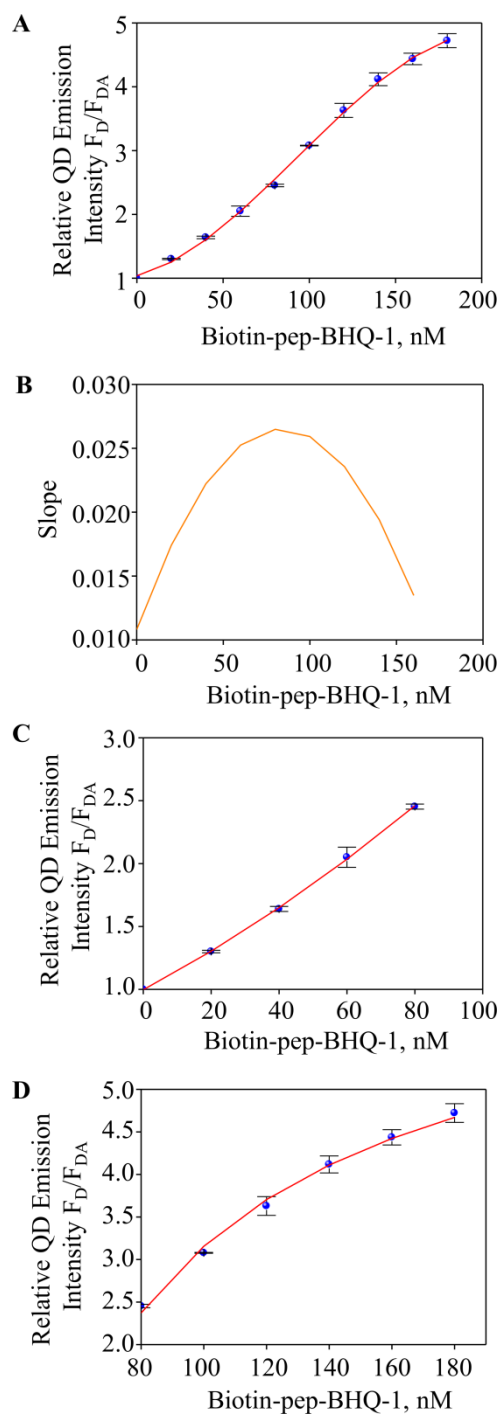 A
Relative QD Emission
Intensity F_D/F_DA
5
4
3
2
1
0 50 100 150 200
Biotin-pep-BHQ-1, nM
B
Slope
0.030
0.025
0.020
0.015
0.010
0 50 100 150 200
Biotin-pep-BHQ-1, nM
C
Relative QD Emission
Intensity F_D/F_DA
3.0
2.5
2.0
1.5
1.0
0 20 40 60 80 100
Biotin-pep-BHQ-1, nM
D
Relative QD Emission
Intensity F_D/F_DA
5.0
4.5
4.0
3.5
3.0
2.5
2.0
80 100 120 140 160 180
Biotin-pep-BHQ-1, nM